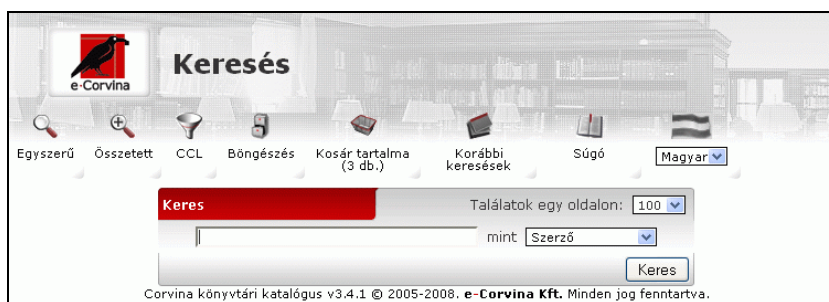 Keresés
e-Corvina
Egyszerű Összetett CCL Böngészés Kosár tartalma (3 db.) Korábbi keresések Súgó Magyar
Keres Találatok egy oldalon: 100
mint Szerző
Keres
Corvina könyvtári katalógus v3.4.1 © 2005-2008. e-Corvina Kft. Minden jog fenntartva.